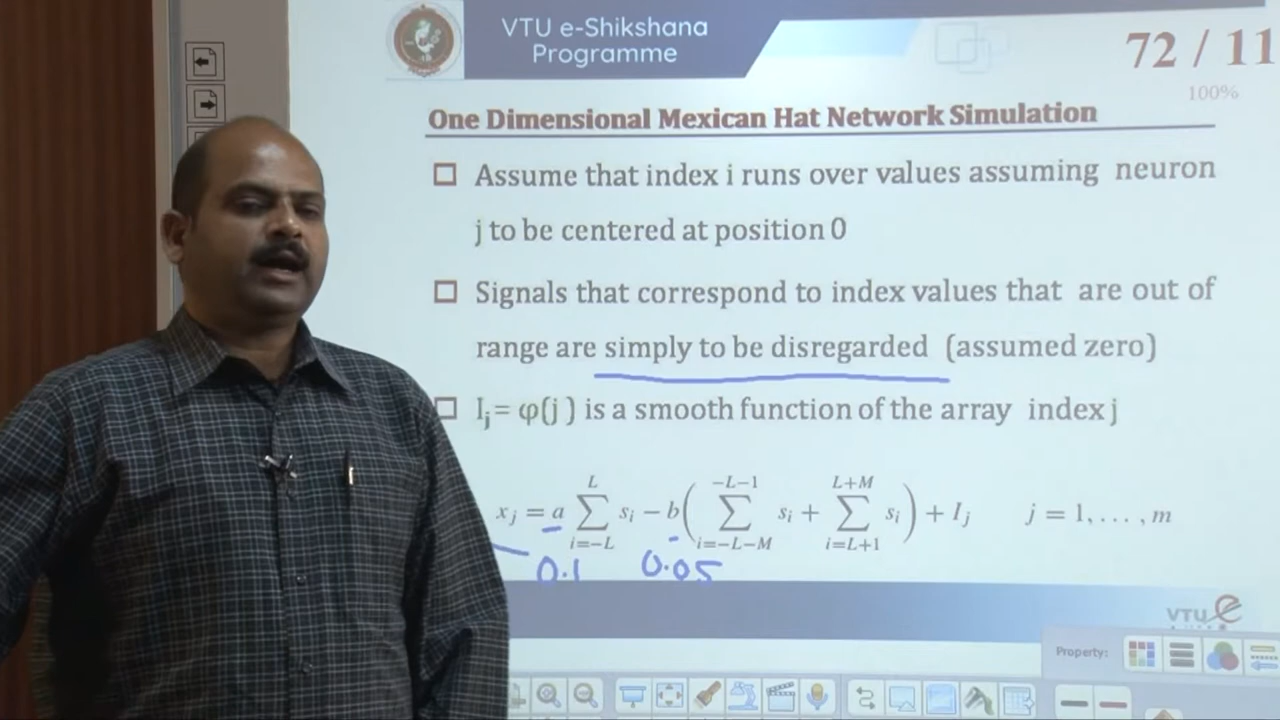 VTU e-Shikshana
Programme
72 / 11
100%
One Dimensional Mexican Hat Network Simulation
Assume that index i runs over values assuming neuron
j to be centered at position 0
Signals that correspond to index values that are out of
range are simply to be disregarded (assumed zero)
Iⱼ = φ(j ) is a smooth function of the array index j
xⱼ = a ∑_{i=−L}^{L} sᵢ − b( ∑_{i=−L−M}^{−L−1} sᵢ + ∑_{i=L+1}^{L+M} sᵢ ) + Iⱼ j = 1, . . . , m
0.1 0.05
VTU e
Property: